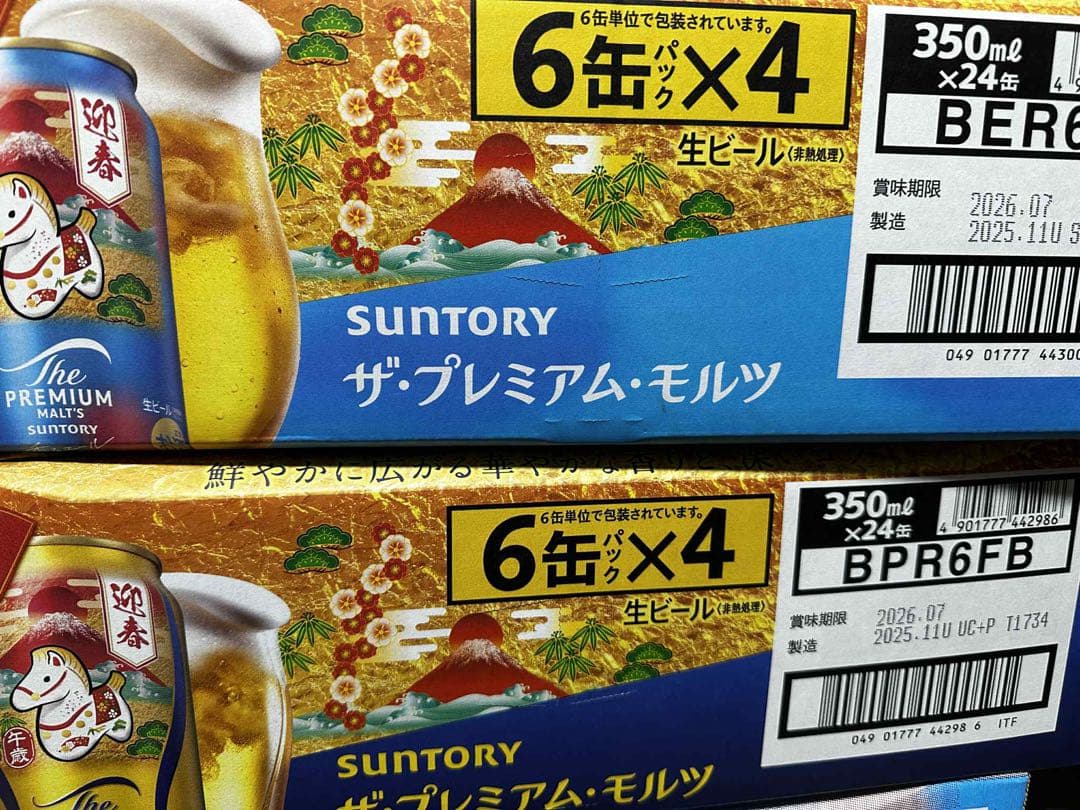 迎春
The
PREMIUM
MALT'S
SUNTORY
生ビール
6缶単位で包装されています。
6缶パック×4
生ビール〈非熱処理〉
SUNTORY
ザ・プレミアム・モルツ
350ml
×24缶
BER6
賞味期限 2026.07
製造 2025.11U S
049 01777 44300
迎春
午歳
The
6缶単位で包装されています。
6缶パック×4
生ビール〈非熱処理〉
SUNTORY
ザ・プレミアム・モルツ
350ml
×24缶
4 901777 442986
BPR6FB
賞味期限 2026.07
製造 2025.11U UC+P T1734
049 01777 44298 6 ITF